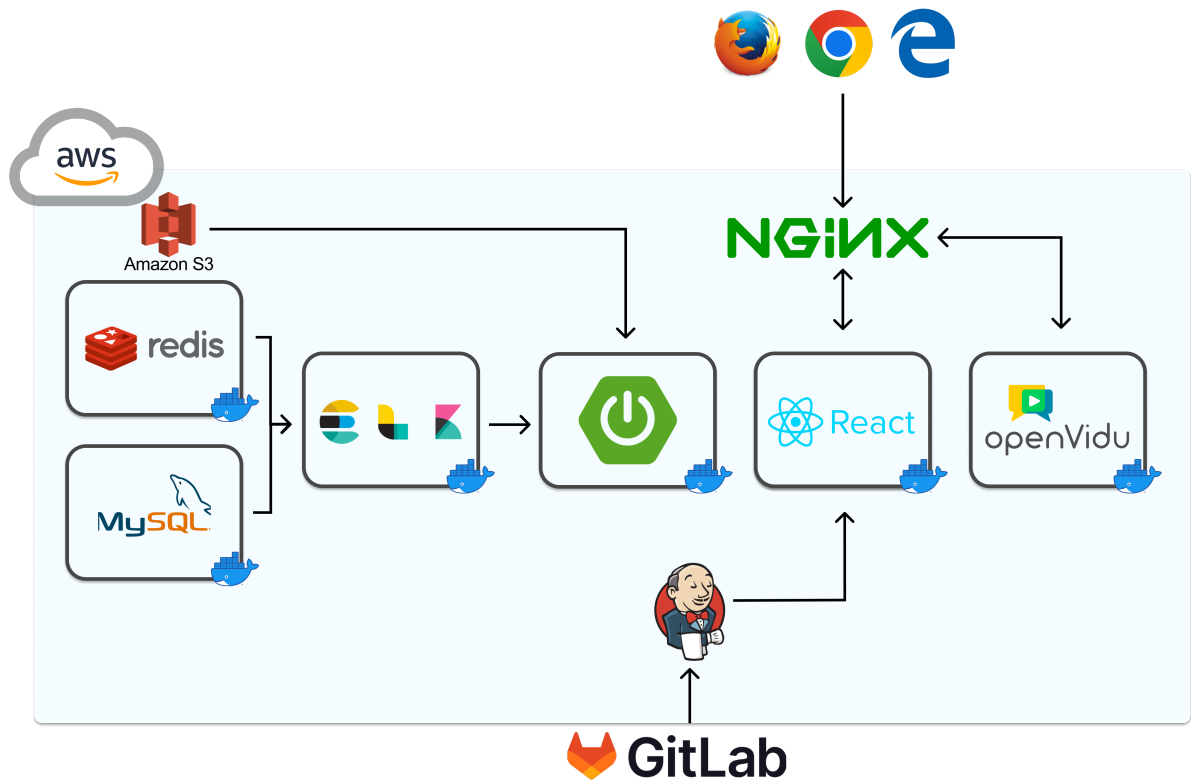 aws
Amazon S3
NGINX
redis
React
openVidu
MySQL
GitLab